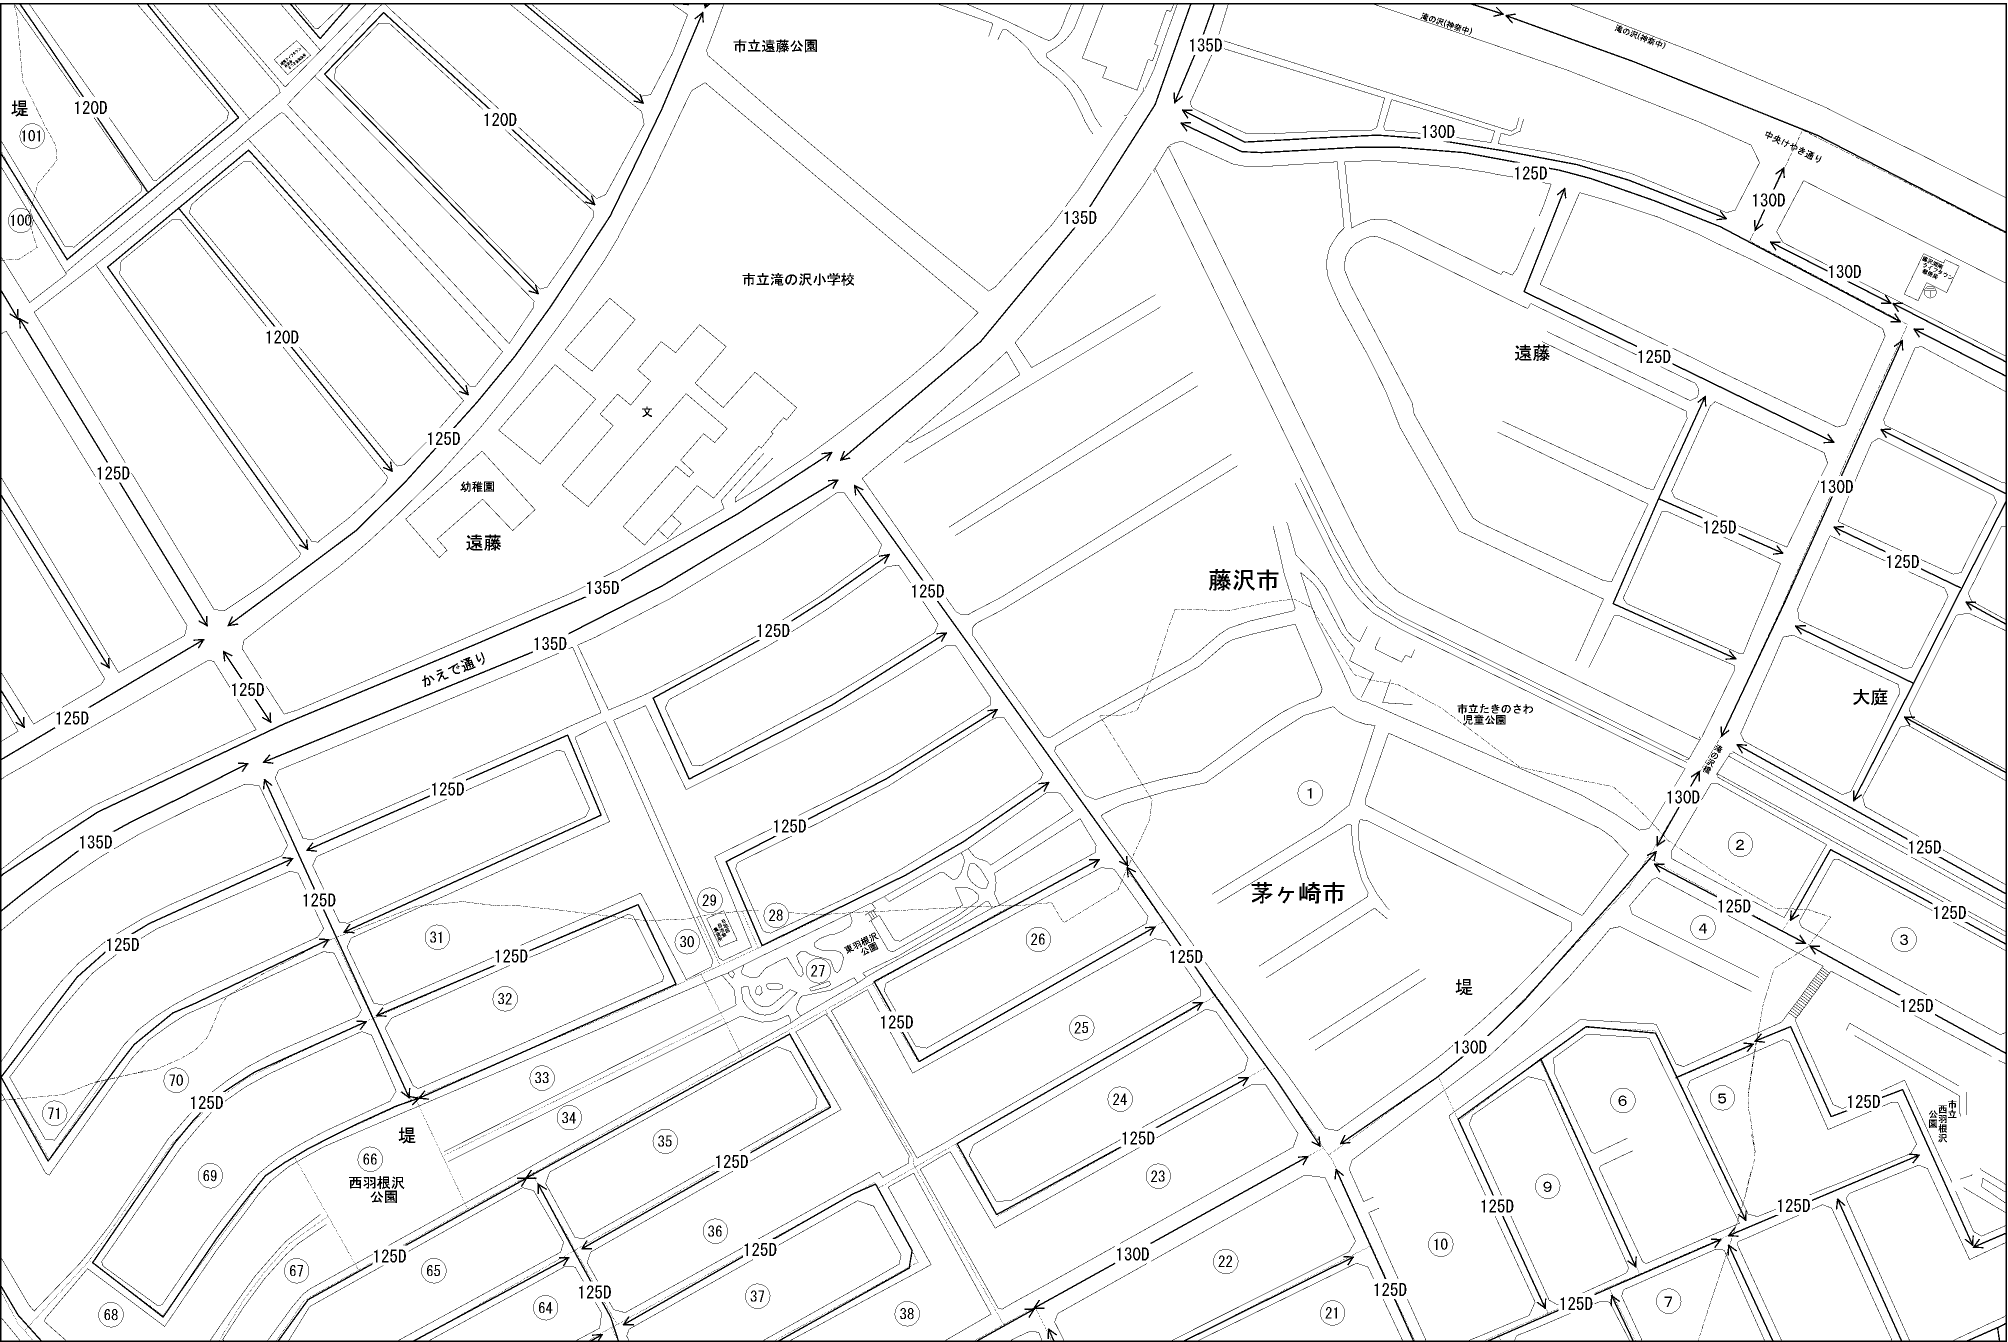 滝の沢(神奈中)
滝の沢(神奈中)
市立遠藤公園
135D
堤
120D
101
120D
130D
中央けやき通り
125D
130D
100
135D
130D
市立滝の沢小学校
120D
遠藤
125D
文
125D
125D
幼稚園
130D
遠藤
125D
125D
藤沢市
135D
125D
125D
135D
かえで通り
125D
125D
大庭
市立たきのさわ
児童公園
滝の沢橋
125D
1
130D
135D
125D
2
125D
茅ヶ崎市
125D
29
28
125D
125D
4
3
31
30
東羽根沢
公園
26
125D
125D
27
125D
32
堤
125D
125D
25
130D
33
70
125D
71
34
24
6
5
125D
市立
西羽根沢
公園
堤
35
125D
66
125D
69
23
9
西羽根沢
公園
125D
125D
36
10
125D
125D
130D
67
65
22
125D
125D
68
64
37
38
21
125D
7